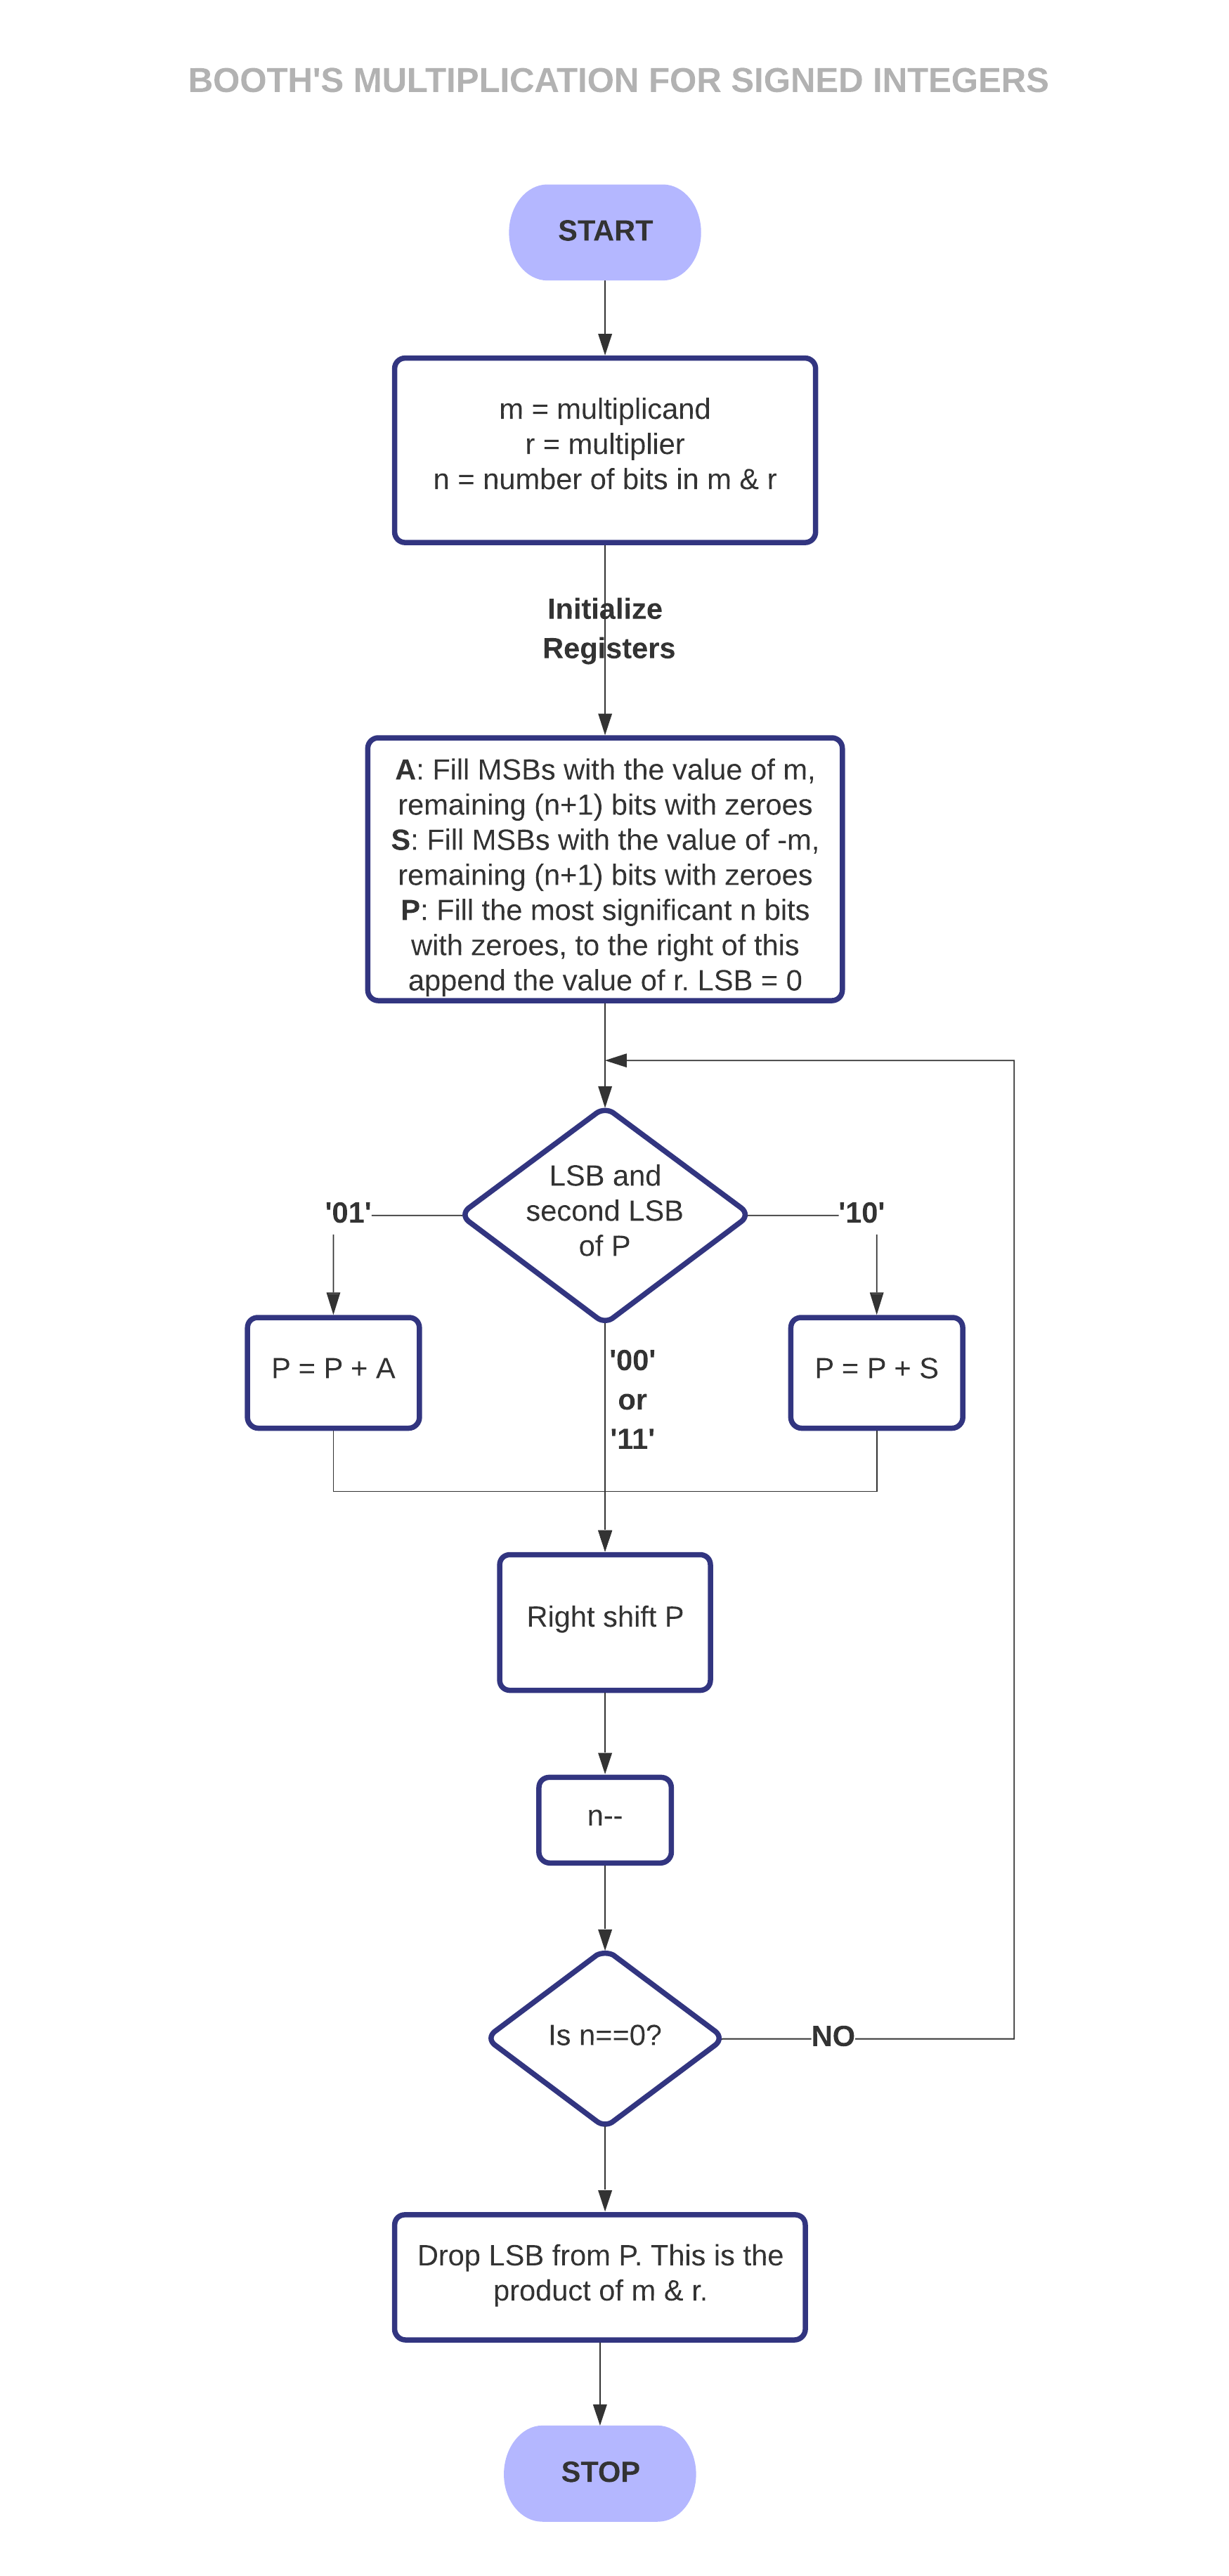 BOOTH'S MULTIPLICATION FOR SIGNED INTEGERS
START
m = multiplicand
r = multiplier
n = number of bits in m & r
Initialize
Registers
A: Fill MSBs with the value of m,
remaining (n+1) bits with zeroes
S: Fill MSBs with the value of -m,
remaining (n+1) bits with zeroes
P: Fill the most significant n bits
with zeroes, to the right of this
append the value of r. LSB = 0
LSB and
second LSB
of P
'01'
'10'
P = P + A
'00'
or
'11'
P = P + S
Right shift P
n--
Is n==0?
NO
Drop LSB from P. This is the
product of m & r.
STOP